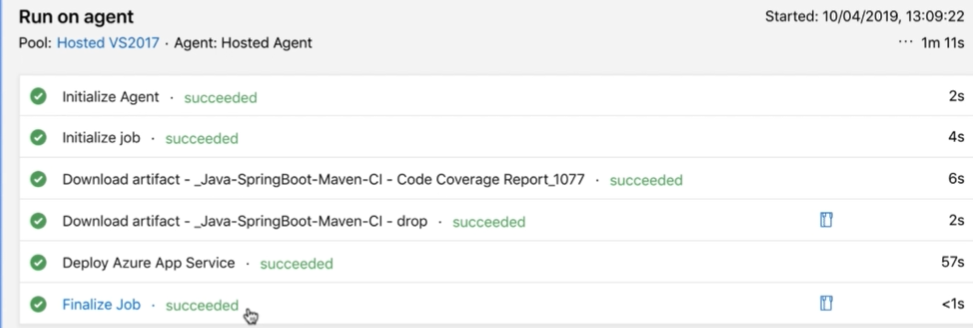 Run on agent Started: 10/04/2019, 13:09:22
Pool: Hosted VS2017 · Agent: Hosted Agent ··· 1m 11s
Initialize Agent · succeeded 2s
Initialize job · succeeded 4s
Download artifact - _Java-SpringBoot-Maven-CI - Code Coverage Report_1077 · succeeded 6s
Download artifact - _Java-SpringBoot-Maven-CI - drop · succeeded 2s
Deploy Azure App Service · succeeded 57s
Finalize Job · succeeded <1s